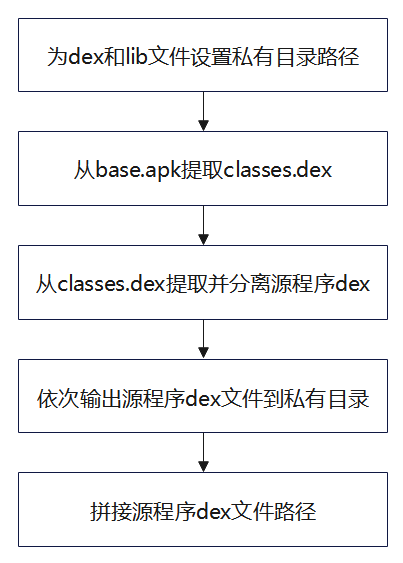 为dex和lib文件设置私有目录路径
从base.apk提取classes.dex
从classes.dex提取并分离源程序dex
依次输出源程序dex文件到私有目录
拼接源程序dex文件路径